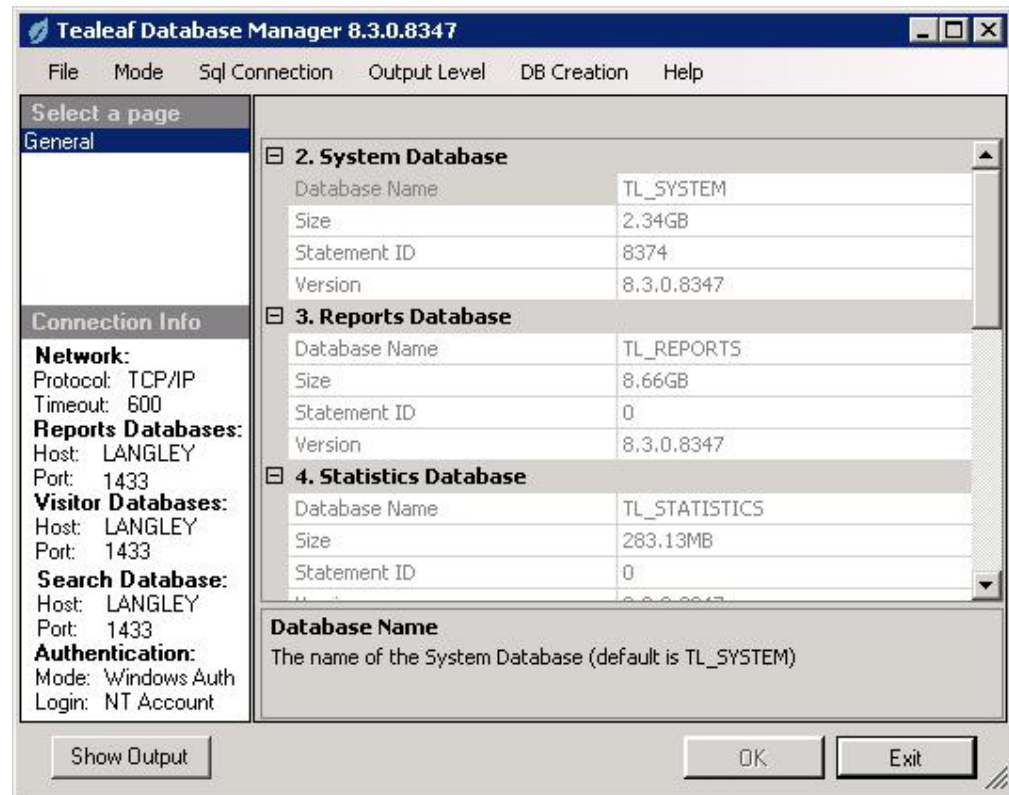 Tealeaf Database Manager 8.3.0.8347
File Mode Sql Connection Output Level DB Creation Help
Select a page
General
Connection Info
Network:
Protocol: TCP/IP
Timeout: 600
Reports Databases:
Host: LANGLEY
Port: 1433
Visitor Databases:
Host: LANGLEY
Port: 1433
Search Database:
Host: LANGLEY
Port: 1433
Authentication:
Mode: Windows Auth
Login: NT Account
2. System Database
Database Name TL_SYSTEM
Size 2.34GB
Statement ID 8374
Version 8.3.0.8347
3. Reports Database
Database Name TL_REPORTS
Size 8.66GB
Statement ID 0
Version 8.3.0.8347
4. Statistics Database
Database Name TL_STATISTICS
Size 283.13MB
Statement ID 0
Database Name
The name of the System Database (default is TL_SYSTEM)
Show Output OK Exit